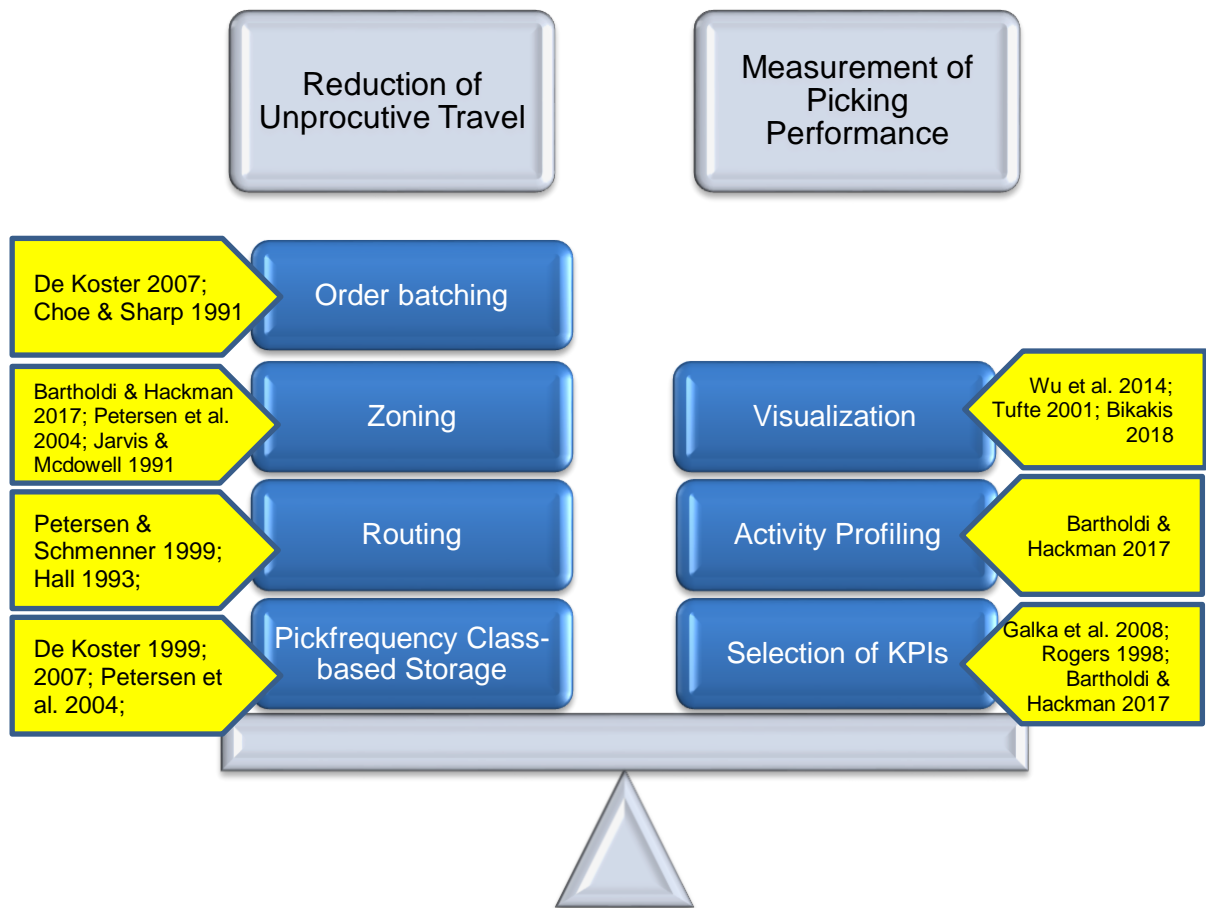 Reduction of
Unprocutive Travel
Measurement of
Picking
Performance
De Koster 2007;
Choe & Sharp 1991
Order batching
Bartholdi & Hackman
2017; Petersen et al.
2004; Jarvis &
Mcdowell 1991
Zoning
Visualization
Wu et al. 2014;
Tufte 2001; Bikakis
2018
Petersen &
Schmenner 1999;
Hall 1993;
Routing
Activity Profiling
Bartholdi &
Hackman 2017
De Koster 1999;
2007; Petersen et
al. 2004;
Pickfrequency Class-
based Storage
Selection of KPIs
Galka et al. 2008;
Rogers 1998;
Bartholdi &
Hackman 2017